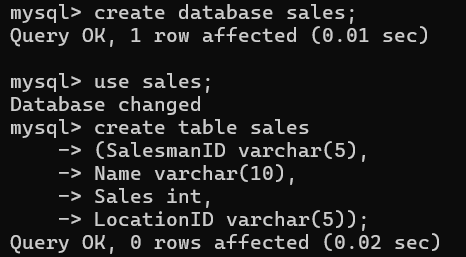 mysql> create database sales;
Query OK, 1 row affected (0.01 sec)

mysql> use sales;
Database changed
mysql> create table sales
    -> (SalesmanID varchar(5),
    -> Name varchar(10),
    -> Sales int,
    -> LocationID varchar(5));
Query OK, 0 rows affected (0.02 sec)